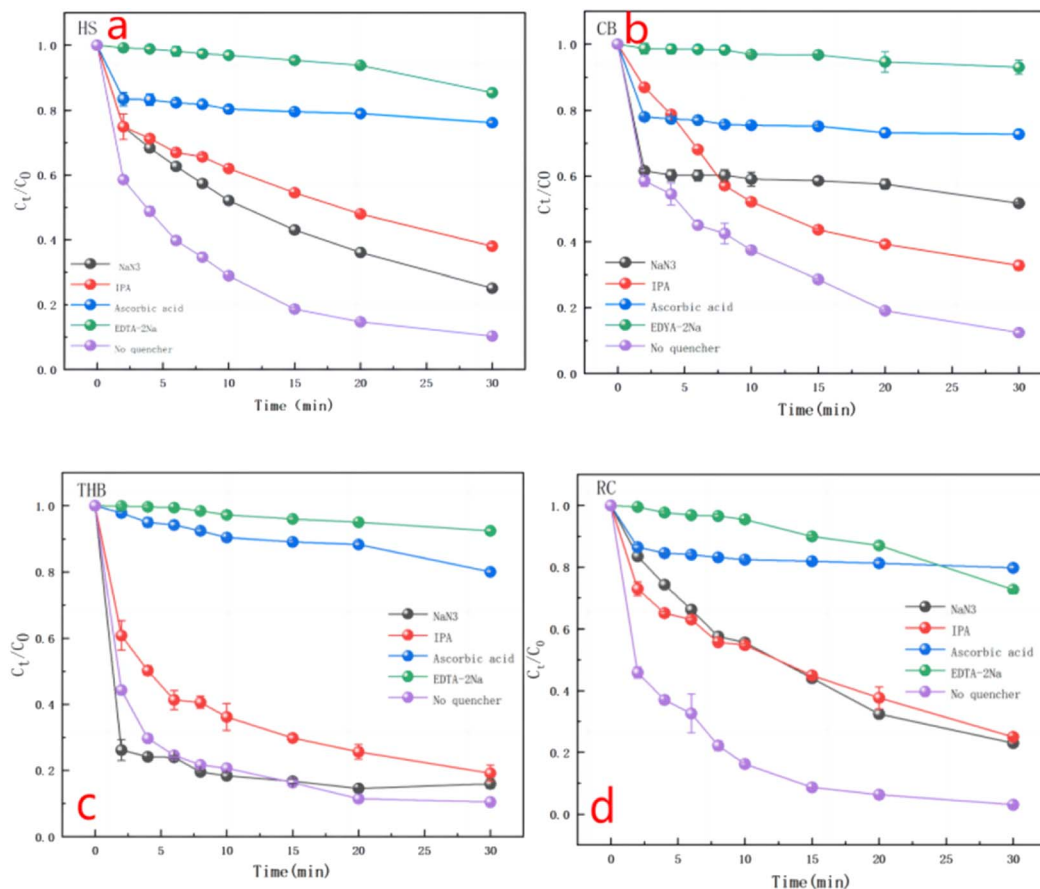 HS
a
1.0
0.8
0.6
0.4
0.2
0.0
Ct/C0
NaN3
IPA
Ascorbic acid
EDTA-2Na
No quencher
0 5 10 15 20 25 30
Time (min)
CB
b
1.0
0.8
0.6
0.4
0.2
0.0
Ct/C0
NaN3
IPA
Ascorbic acid
EDYA-2Na
No quencher
0 5 10 15 20 25 30
Time(min)
THB
c
1.0
0.8
0.6
0.4
0.2
0.0
Ct/C0
NaN3
IPA
Ascorbic acid
EDTA-2Na
No quencher
0 5 10 15 20 25 30
Time(min)
RC
d
1.0
0.8
0.6
0.4
0.2
0.0
Ct/C0
NaN3
IPA
Ascorbic acid
EDTA-2Na
No quencher
0 5 10 15 20 25 30
Time(min)